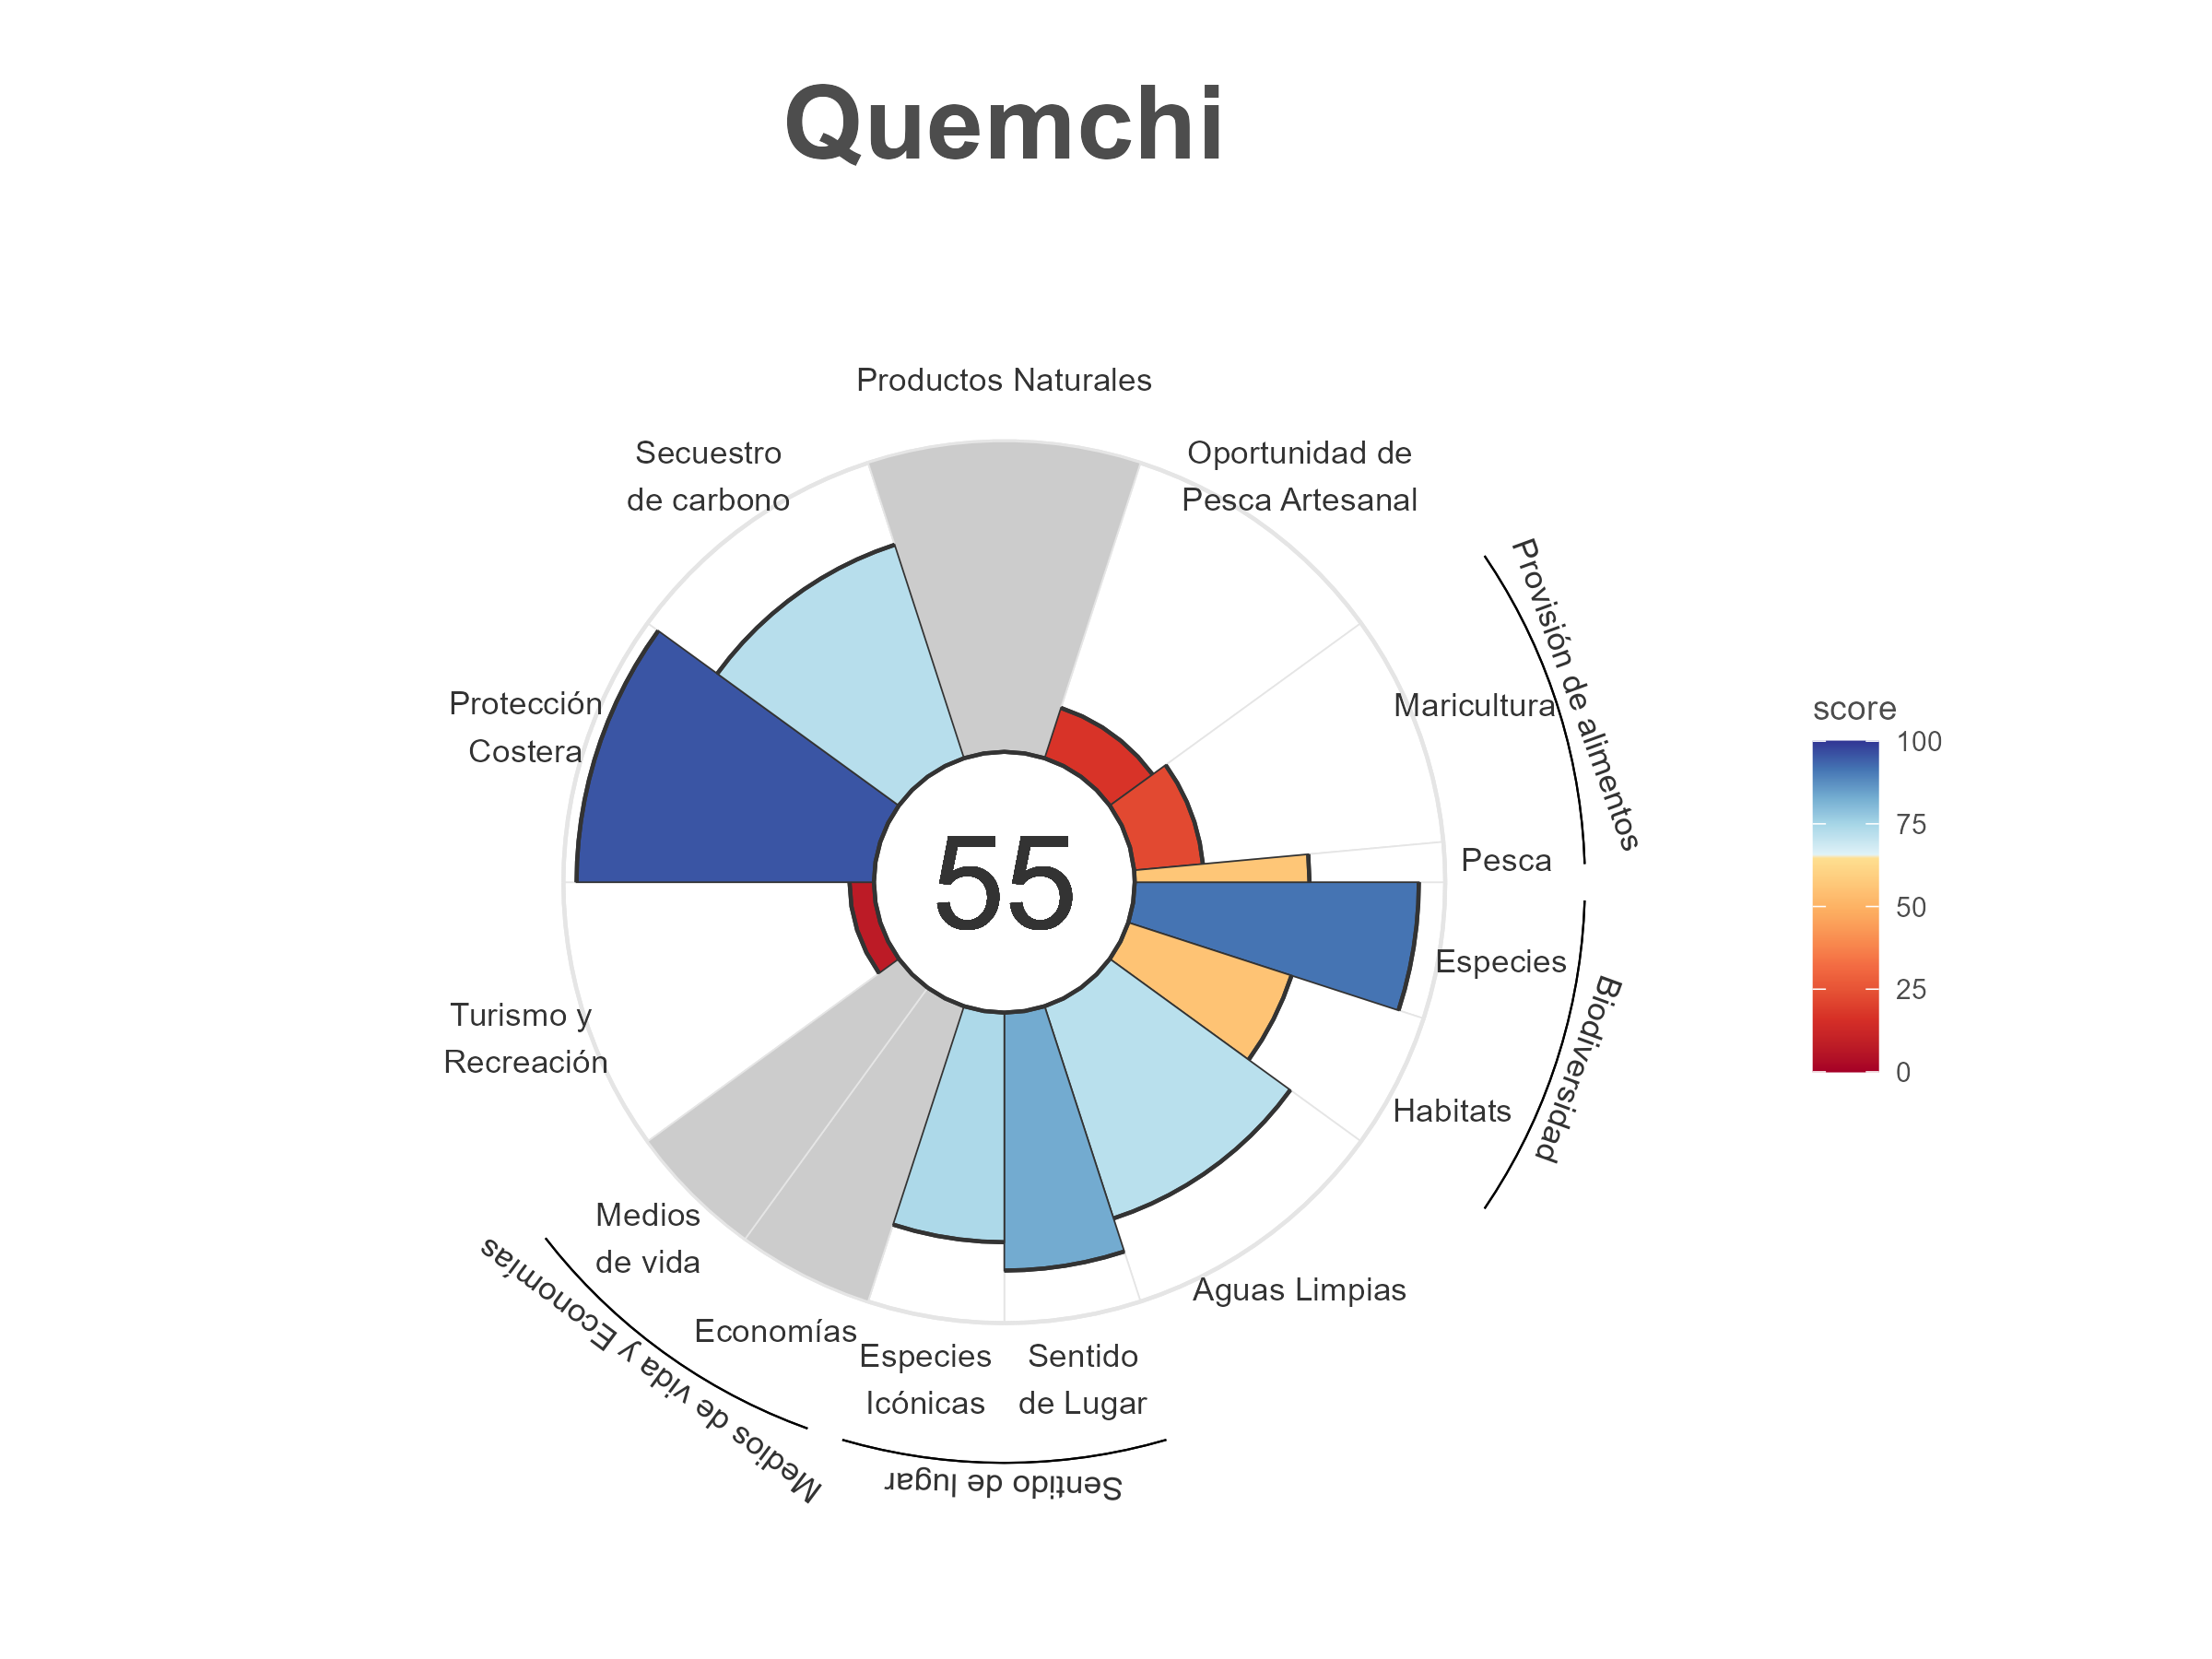 Quemchi
Productos Naturales
Secuestro
de carbono
Oportunidad de
Pesca Artesanal
Provisión de alimentos
Protección
Costera
Maricultura
score
100
75
50
25
0
55
Pesca
Especies
Biodiversidad
Turismo y
Recreación
Habitats
Medios
de vida
Aguas Limpias
Economías
Medios de vida y Economías
Especies
Icónicas
Sentido
de Lugar
Sentido de lugar